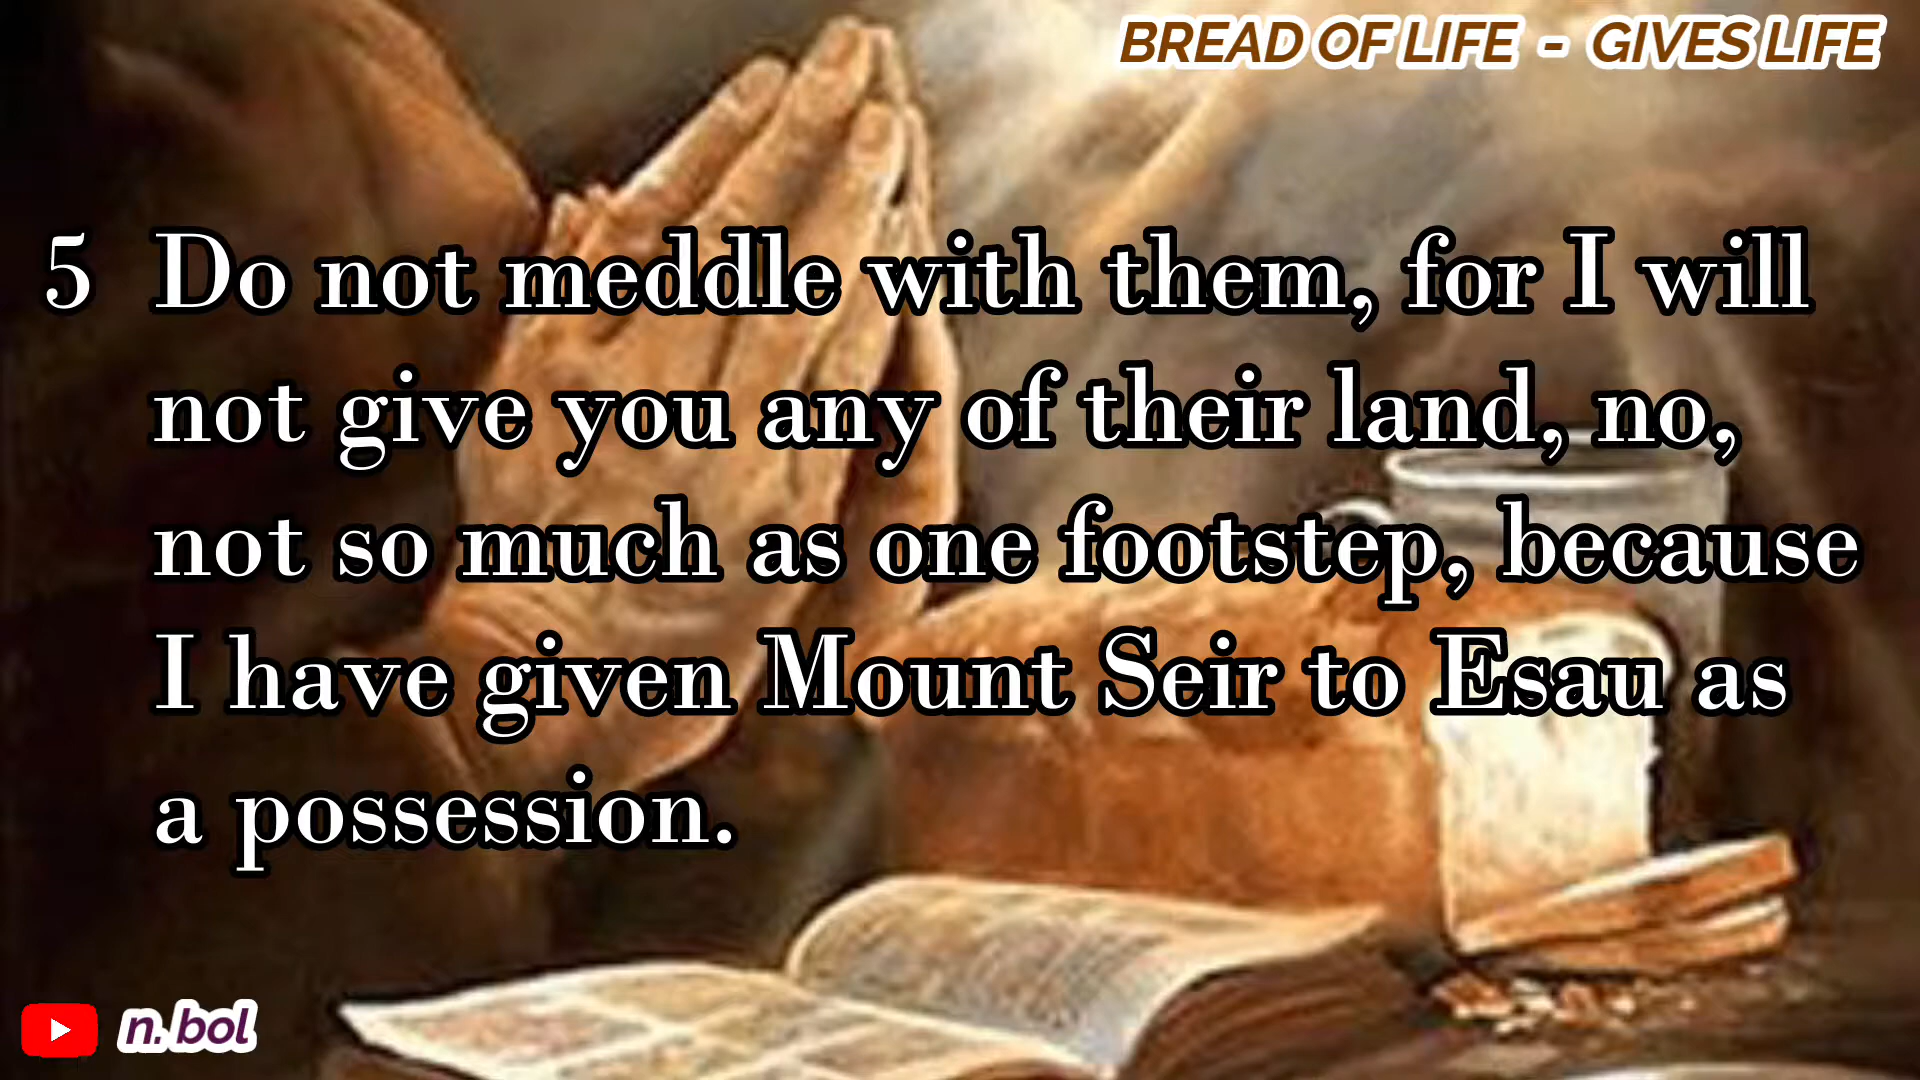 BREAD OF LIFE - GIVES LIFE
5 Do not meddle with them, for I will
not give you any of their land, no,
not so much as one footstep, because
I have given Mount Seir to Esau as
a possession.
n. bol